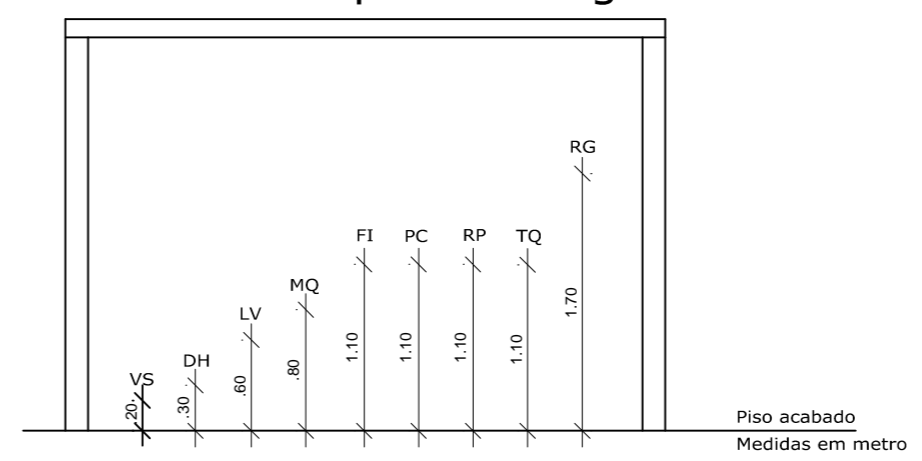 RG
FI PC RP TQ
MQ
LV
DH
VS
.20
.30
.60
.80
1.10
1.10
1.10
1.10
1.70
Piso acabado
Medidas em metro